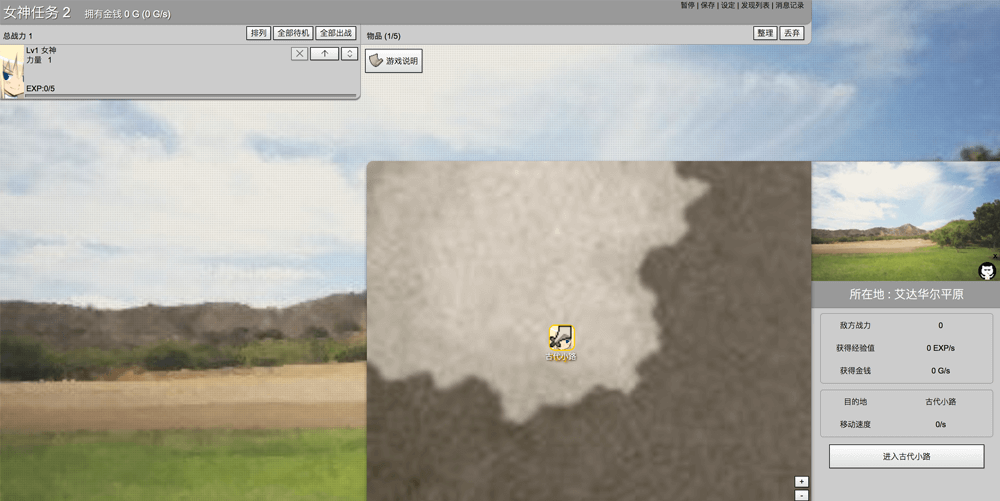 女神任务 2 拥有金钱 0 G (0 G/s)
暂停 | 保存 | 设定 | 发现列表 | 消息记录
总战力 1
排列 全部待机 全部出战
物品 (1/5)
整理 丢弃
Lv1 女神
力量 1
EXP:0/5
游戏说明
古代小路
所在地 : 艾达华尔平原
敌方战力 0
获得经验值 0 EXP/s
获得金钱 0 G/s
目的地 古代小路
移动速度 0/s
进入古代小路
+
-